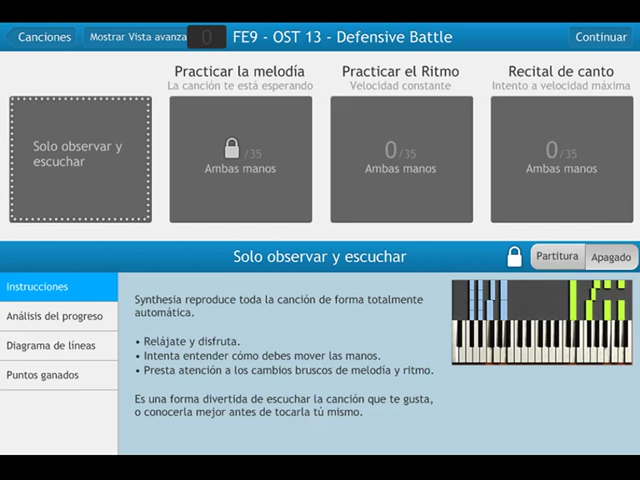 Canciones
Mostrar Vista avanza
0
FE9 - OST 13 - Defensive Battle
Continuar
Practicar la melodía
La canción te está esperando
Practicar el Ritmo
Velocidad constante
Recital de canto
Intento a velocidad máxima
Solo observar y
escuchar
/35
Ambas manos
0/35
Ambas manos
0/35
Ambas manos
Solo observar y escuchar
Partitura
Apagado
Instrucciones
Análisis del progreso
Diagrama de líneas
Puntos ganados
Synthesia reproduce toda la canción de forma totalmente
automática.
• Relájate y disfruta.
• Intenta entender cómo debes mover las manos.
• Presta atención a los cambios bruscos de melodía y ritmo.
Es una forma divertida de escuchar la canción que te gusta,
o conocerla mejor antes de tocarla tú mismo.